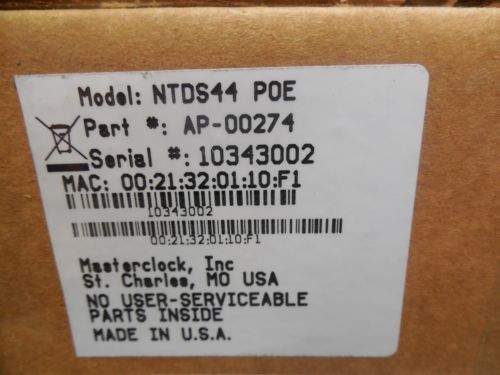 Model: NTDS44 POE
Part #: AP-00274
Serial #: 10343002
MAC: 00:21:32:01:10:F1
10343002
00:21:32:01:10:F1
Masterclock, Inc
St. Charles, MO USA
NO USER-SERVICEABLE
PARTS INSIDE
MADE IN U.S.A.